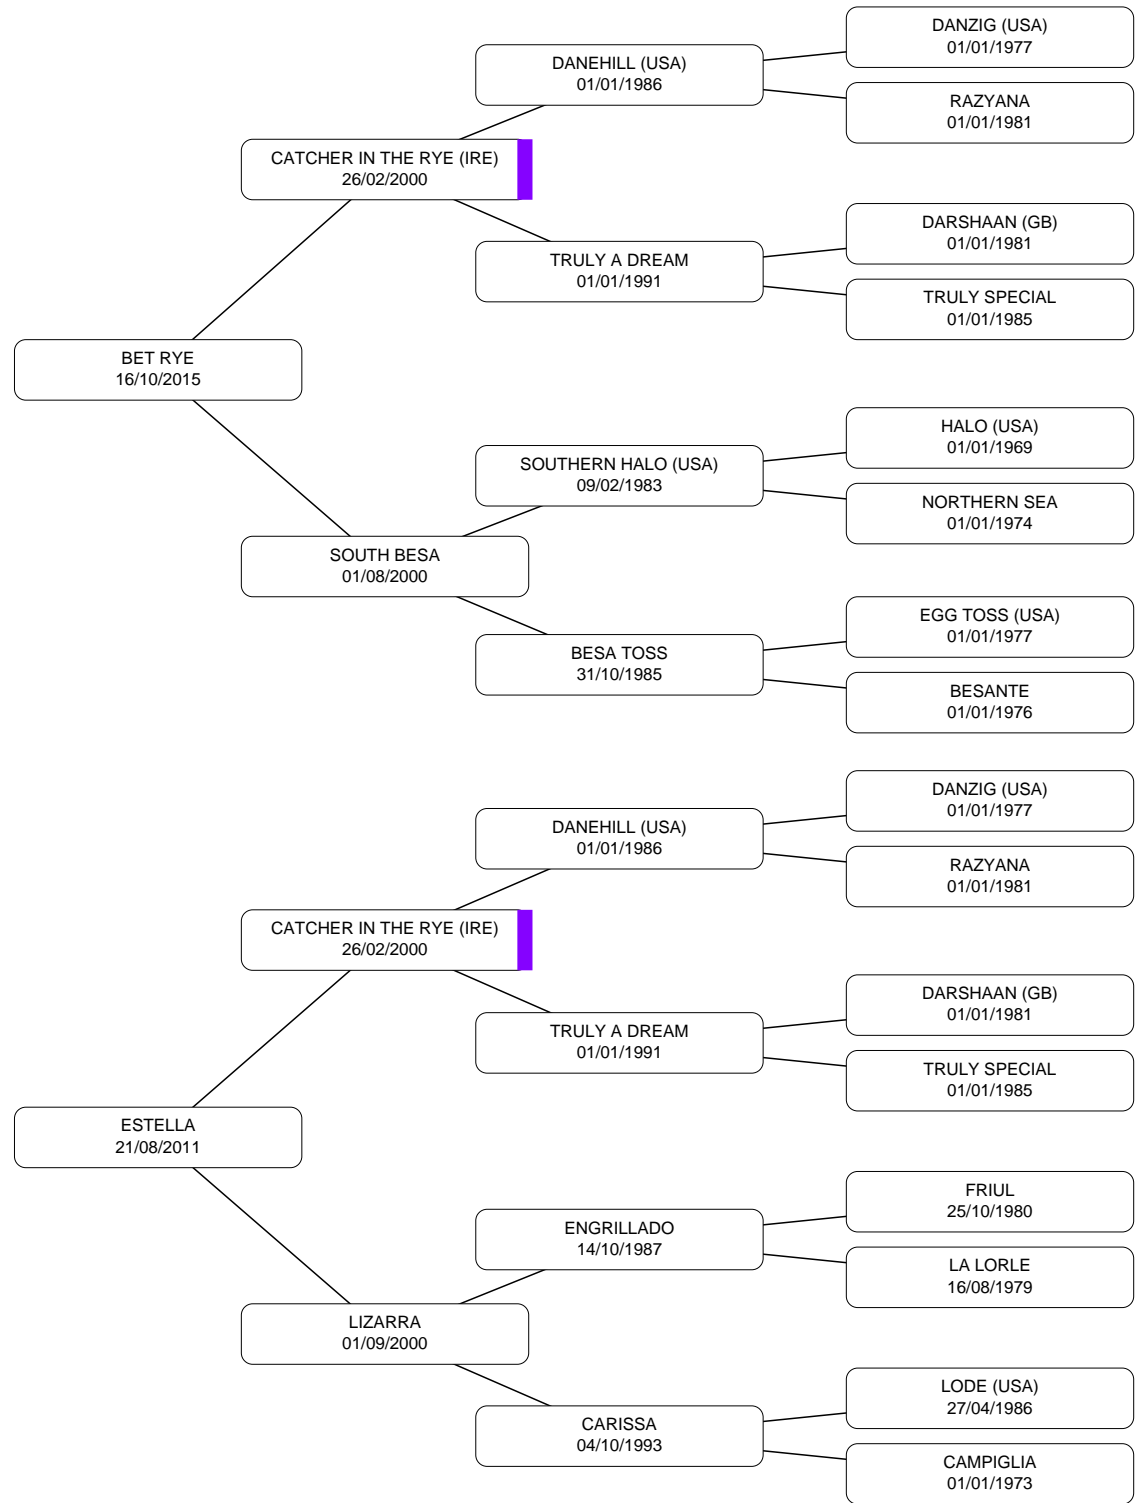 DANZIG (USA)
01/01/1977
DANEHILL (USA)
01/01/1986
RAZYANA
01/01/1981
CATCHER IN THE RYE (IRE)
26/02/2000
DARSHAAN (GB)
01/01/1981
TRULY A DREAM
01/01/1991
TRULY SPECIAL
01/01/1985
BET RYE
16/10/2015
HALO (USA)
01/01/1969
SOUTHERN HALO (USA)
09/02/1983
NORTHERN SEA
01/01/1974
SOUTH BESA
01/08/2000
EGG TOSS (USA)
01/01/1977
BESA TOSS
31/10/1985
BESANTE
01/01/1976
DANZIG (USA)
01/01/1977
DANEHILL (USA)
01/01/1986
RAZYANA
01/01/1981
CATCHER IN THE RYE (IRE)
26/02/2000
DARSHAAN (GB)
01/01/1981
TRULY A DREAM
01/01/1991
TRULY SPECIAL
01/01/1985
ESTELLA
21/08/2011
FRIUL
25/10/1980
ENGRILLADO
14/10/1987
LA LORLE
16/08/1979
LIZARRA
01/09/2000
LODE (USA)
27/04/1986
CARISSA
04/10/1993
CAMPIGLIA
01/01/1973